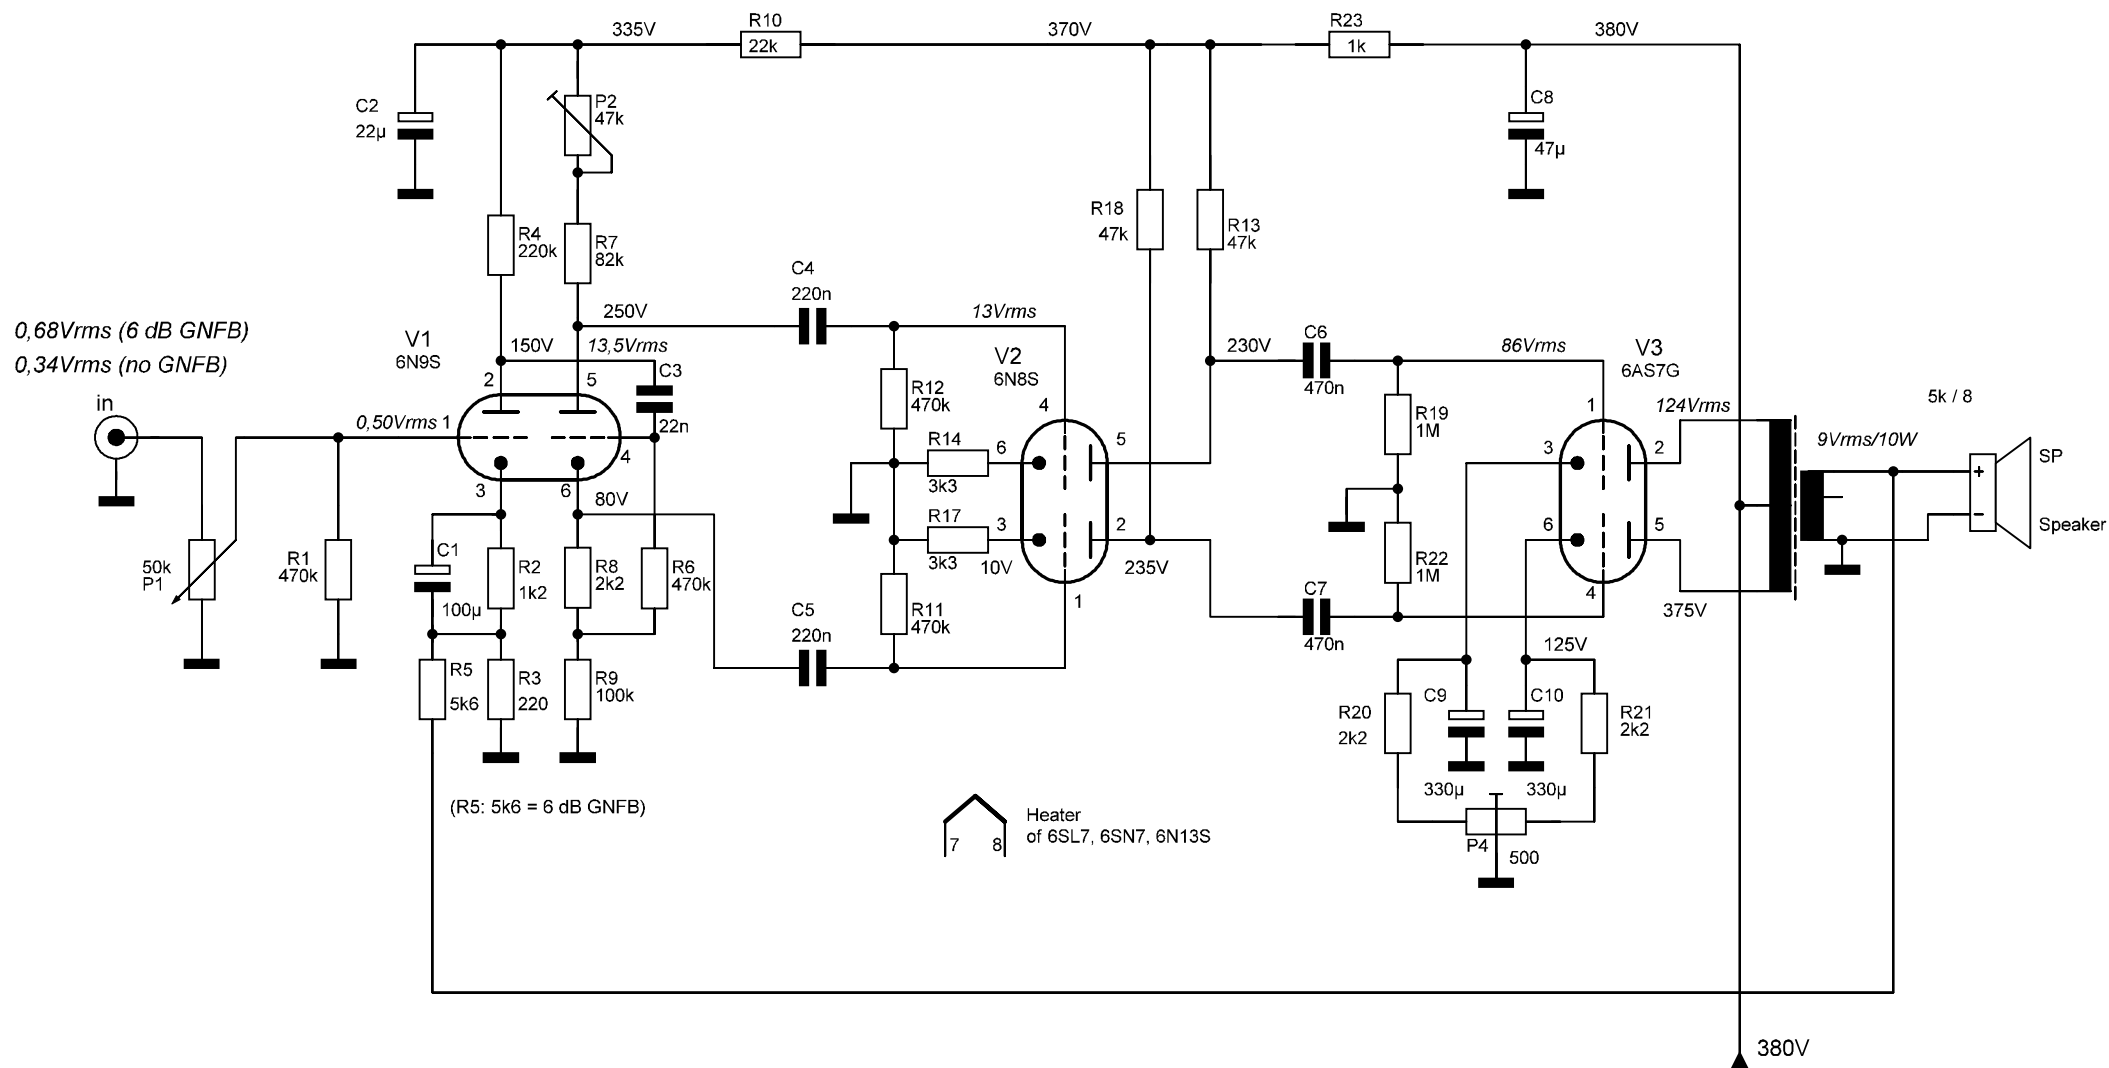 335V
R10
22k
370V
R23
1k
380V
C2
22µ
P2
47k
C8
47µ
R4
220k
R7
82k
R18
47k
R13
47k
C4
220n
250V
13Vrms
0,68Vrms (6 dB GNFB)
0,34Vrms (no GNFB)
V1
6N9S
150V
13,5Vrms
2
5
C3
22n
V2
6N8S
4
230V
C6
470n
86Vrms
V3
6AS7G
1
in
0,50Vrms
1
4
3
6
R12
470k
R14
3k3
6
5
R19
1M
124Vrms
3
2
5k / 8
9Vrms/10W
SP
+
-
Speaker
80V
R17
3k3
3
10V
2
235V
1
R22
1M
6
5
4
375V
50k
P1
R1
470k
C1
100µ
R2
1k2
R8
2k2
R6
470k
C5
220n
R11
470k
C7
470n
125V
R5
5k6
R3
220
R9
100k
R20
2k2
C9
330µ
C10
330µ
R21
2k2
P4
500
(R5: 5k6 = 6 dB GNFB)
7
8
Heater
of 6SL7, 6SN7, 6N13S
380V